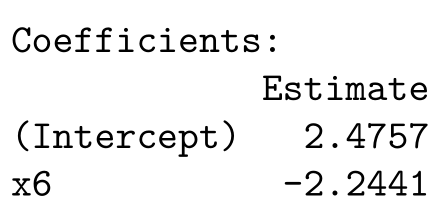 Coefficients:
Estimate
(Intercept) 2.4757
x6 -2.2441